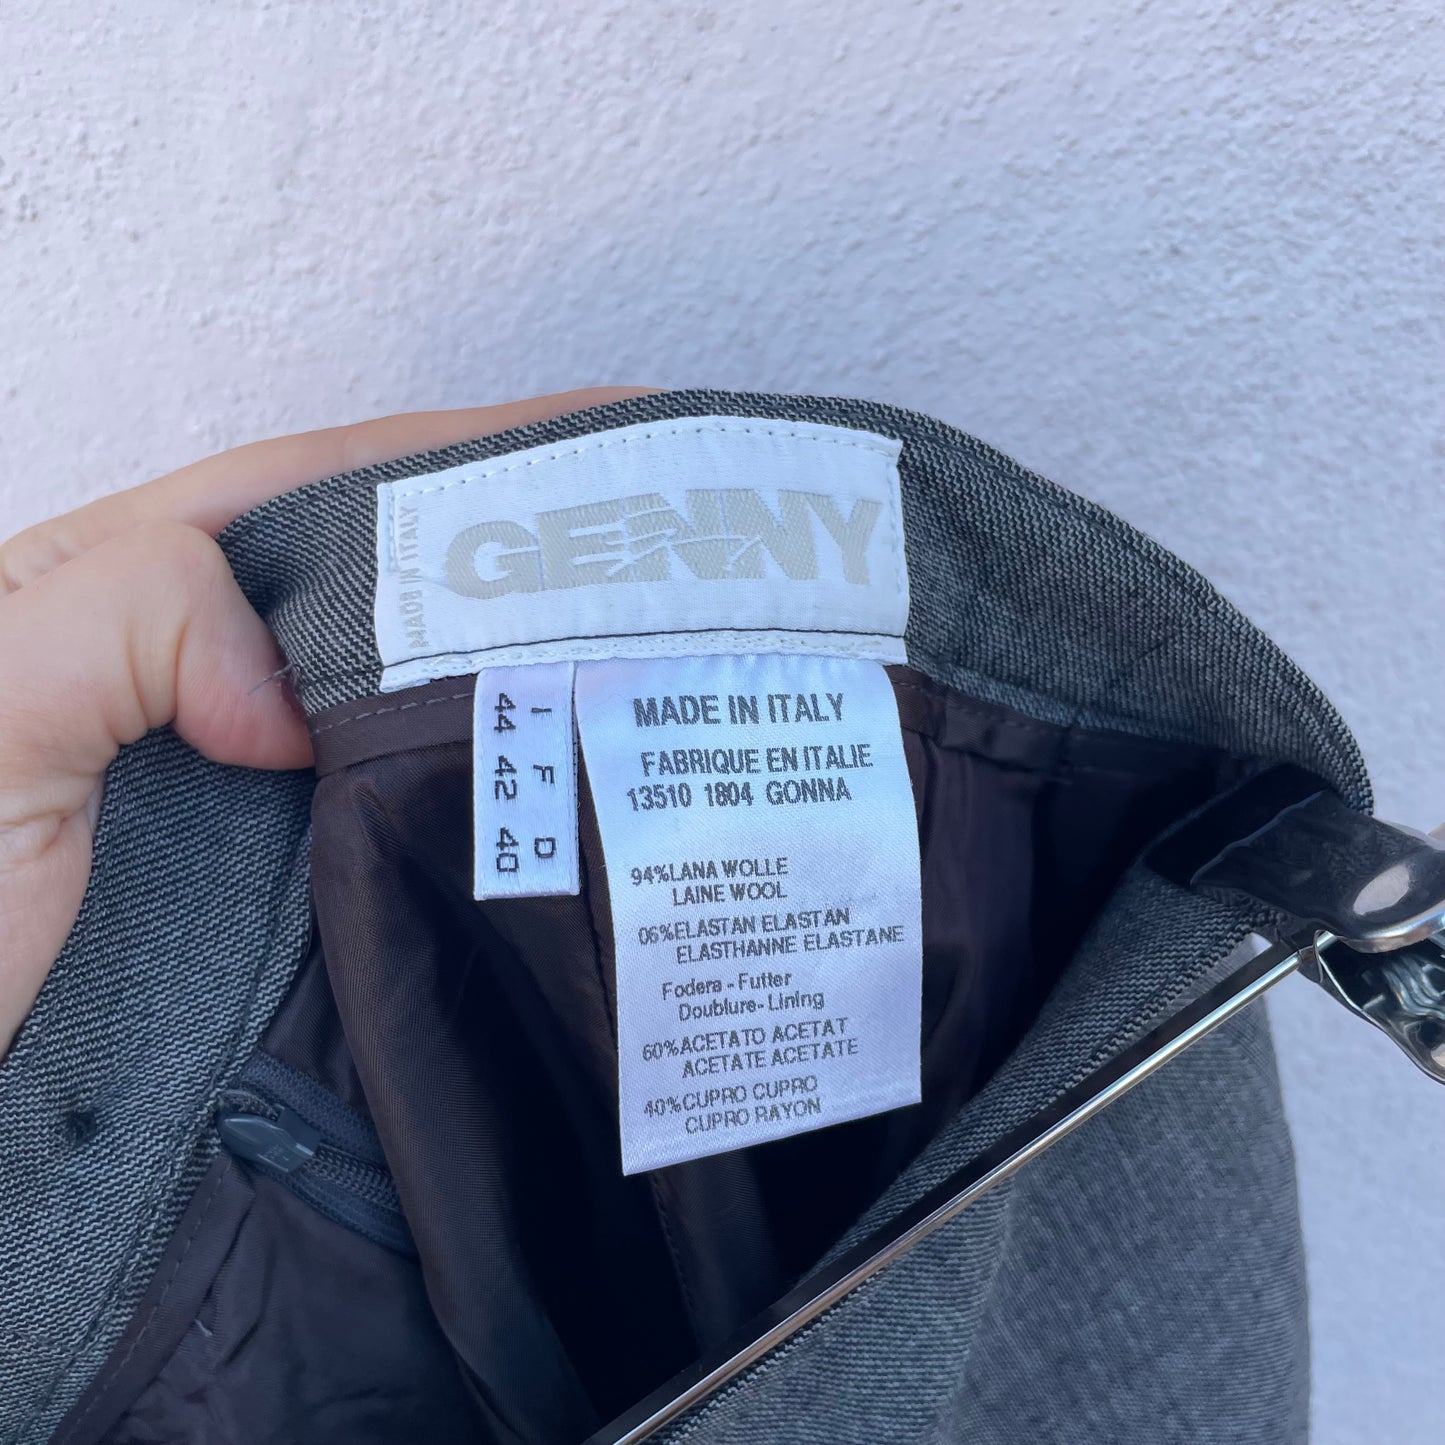 MADE IN ITALY
GENNY
I 44
F 42
D 40
MADE IN ITALY
FABRIQUE EN ITALIE
13510 1804 GONNA
94%LANA WOLLE
LAINE WOOL
06%ELASTAN ELASTAN
ELASTHANNE ELASTANE
Fodera - Futter
Doublure - Lining
60%ACETATO ACETAT
ACETATE ACETATE
40%CUPRO CUPRO
CUPRO RAYON